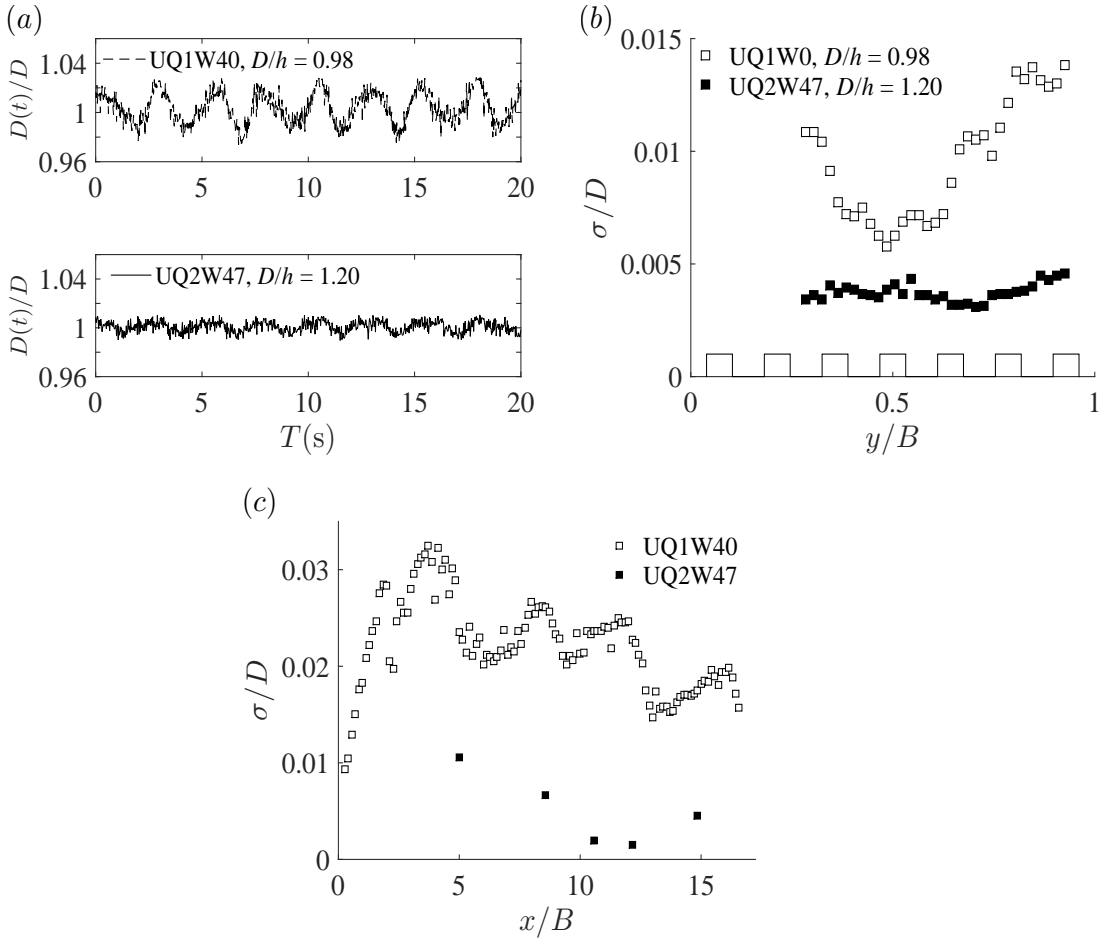 (a)
D(t)/D
1.04
1
0.96
UQ1W40, D/h = 0.98
0 5 10 15 20
D(t)/D
1.04
1
0.96
UQ2W47, D/h = 1.20
0 5 10 15 20
T(s)
(b)
σ/D
0.015
0.01
0.005
0
UQ1W0, D/h = 0.98
UQ2W47, D/h = 1.20
0 0.5 1
y/B
(c)
σ/D
0.03
0.02
0.01
0
UQ1W40
UQ2W47
0 5 10 15
x/B